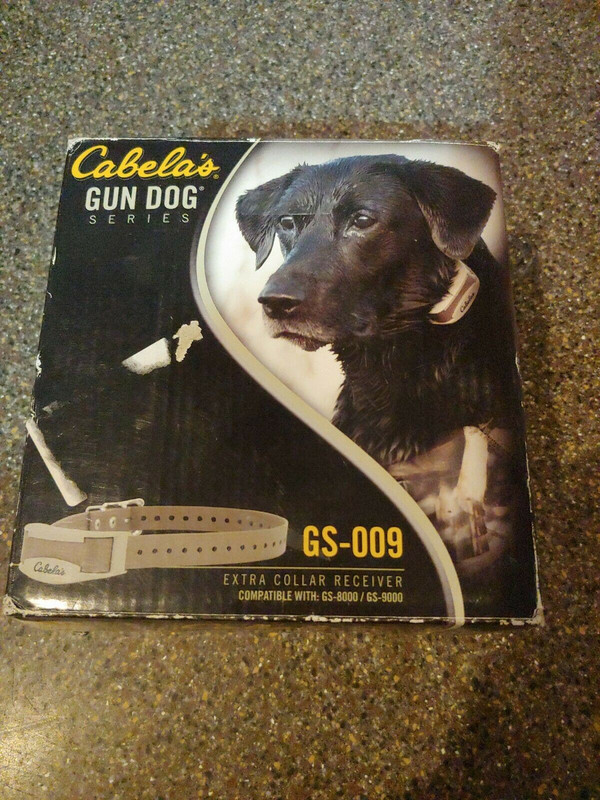 Cabela's®
GUN DOG®
SERIES
Cabela's
GS-009
EXTRA COLLAR RECEIVER
COMPATIBLE WITH: GS-8000 / GS-9000